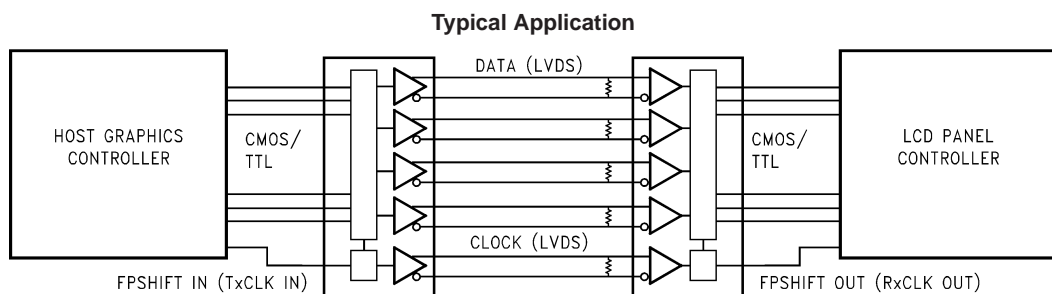 Typical Application
DATA (LVDS)
HOST GRAPHICS
CONTROLLER
CMOS/
TTL
CMOS/
TTL
LCD PANEL
CONTROLLER
CLOCK (LVDS)
FPSHIFT IN (TxCLK IN)
FPSHIFT OUT (RxCLK OUT)